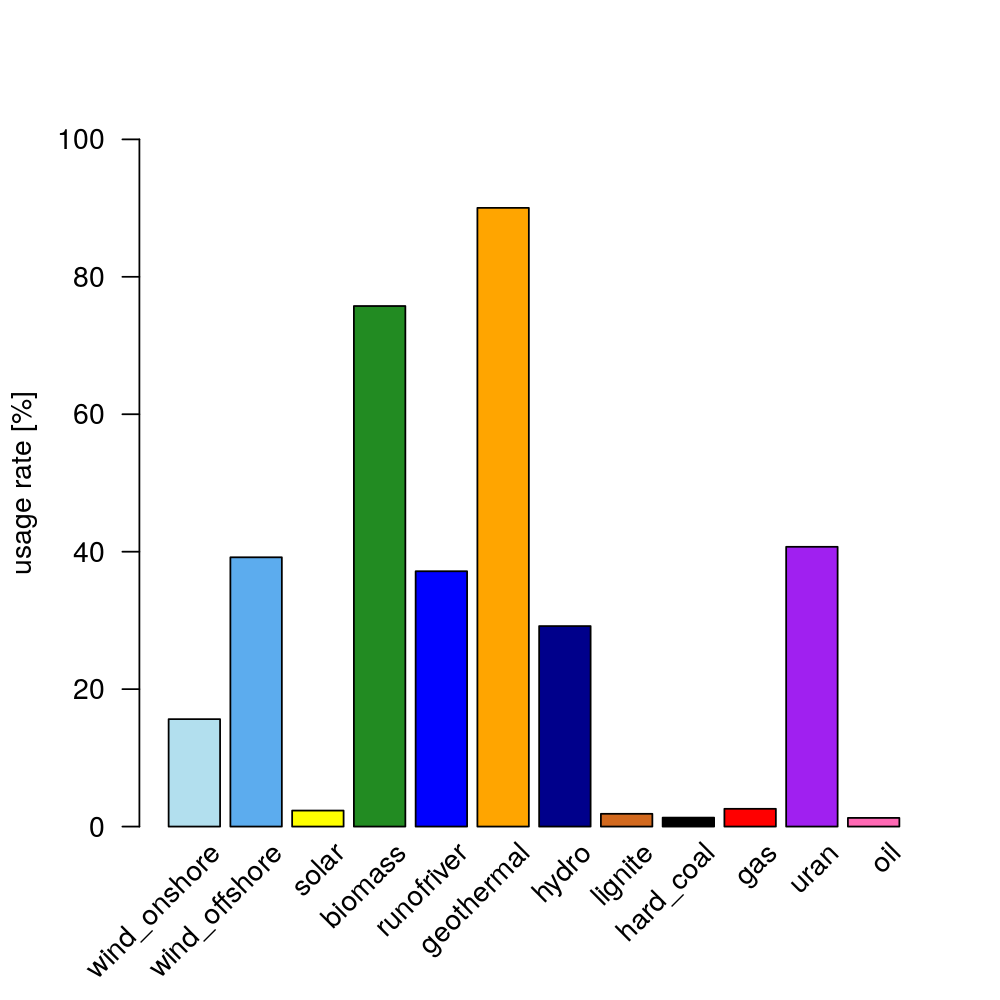 100
80
60
40
20
0
usage rate [%]
wind_onshore
wind_offshore
solar
biomass
runofriver
geothermal
hydro
lignite
hard_coal
gas
uran
oil